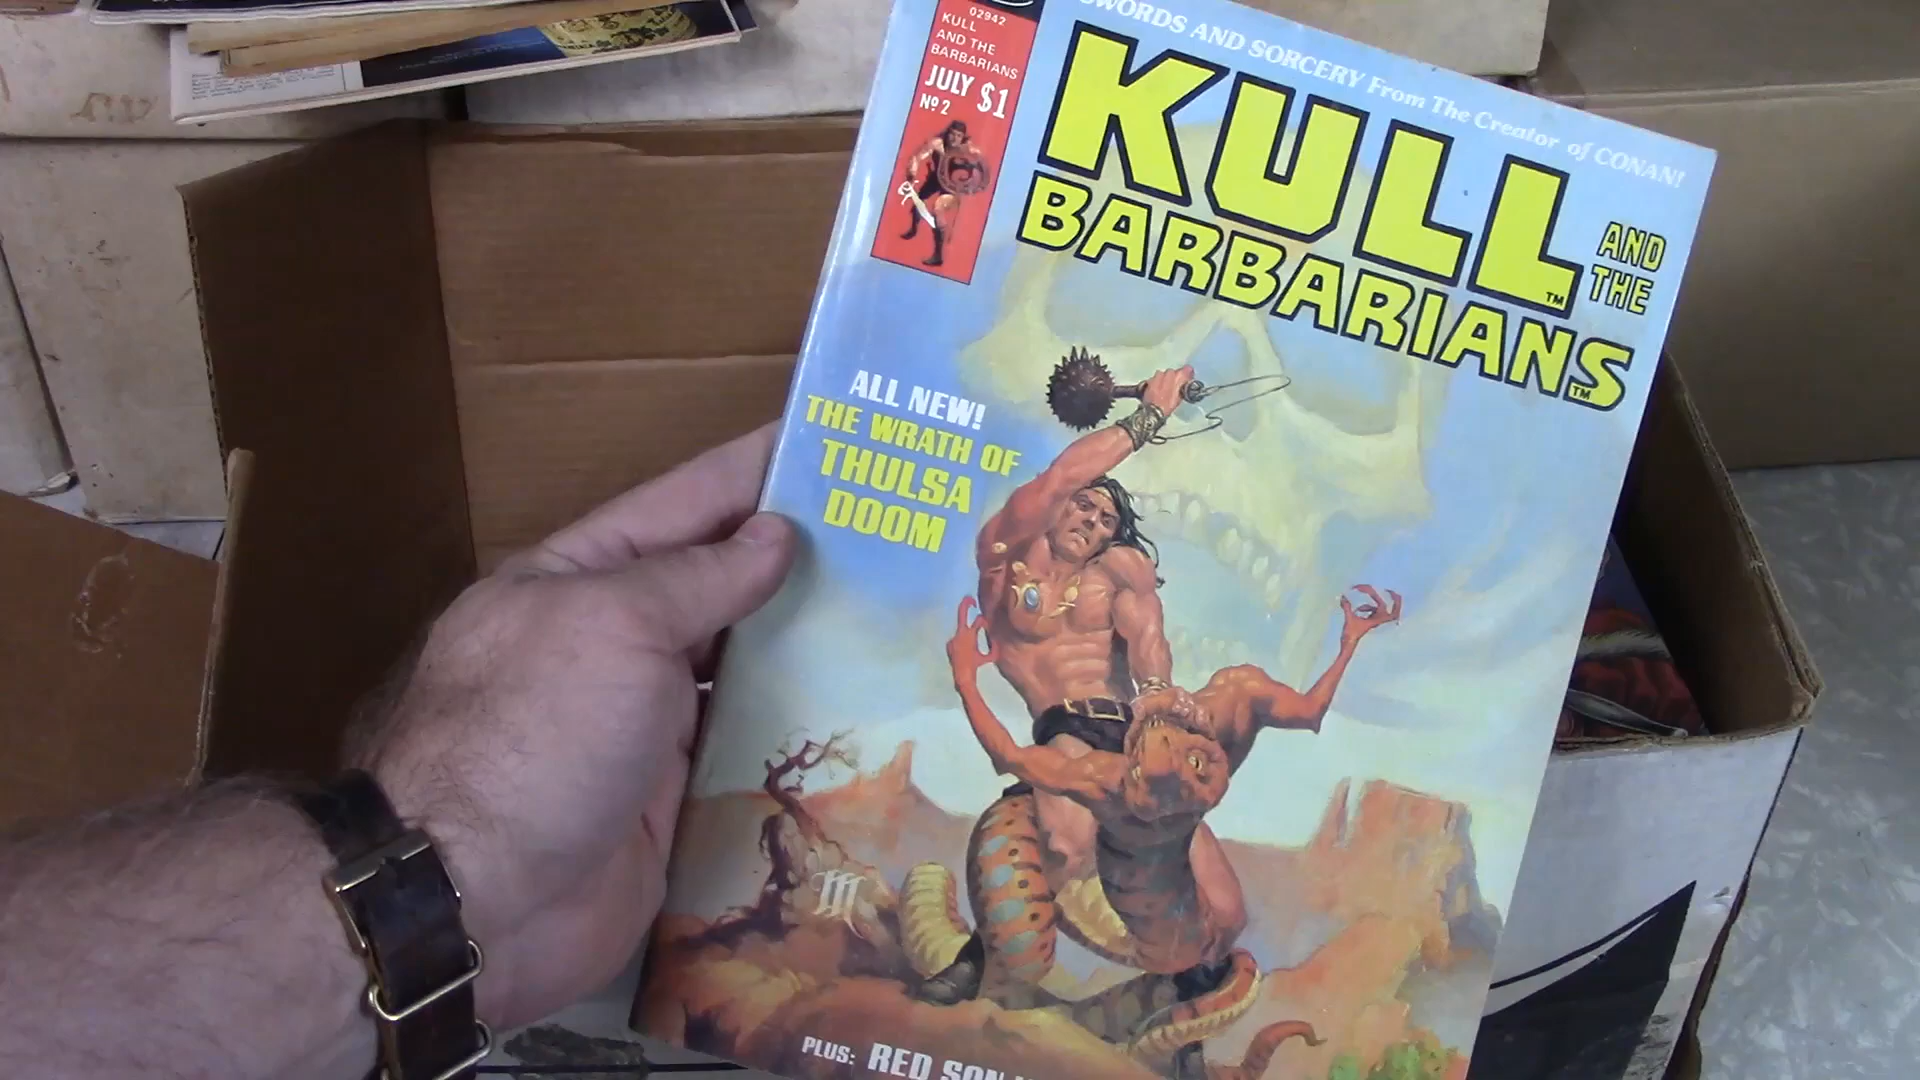 02942
KULL
AND THE
BARBARIANS
JULY $1
Nº 2
SWORDS AND SORCERY From The Creator of CONAN!
KULL
AND
THE
BARBARIANS
TM
TM
ALL NEW!
THE WRATH OF
THULSA
DOOM
PLUS: RED SON